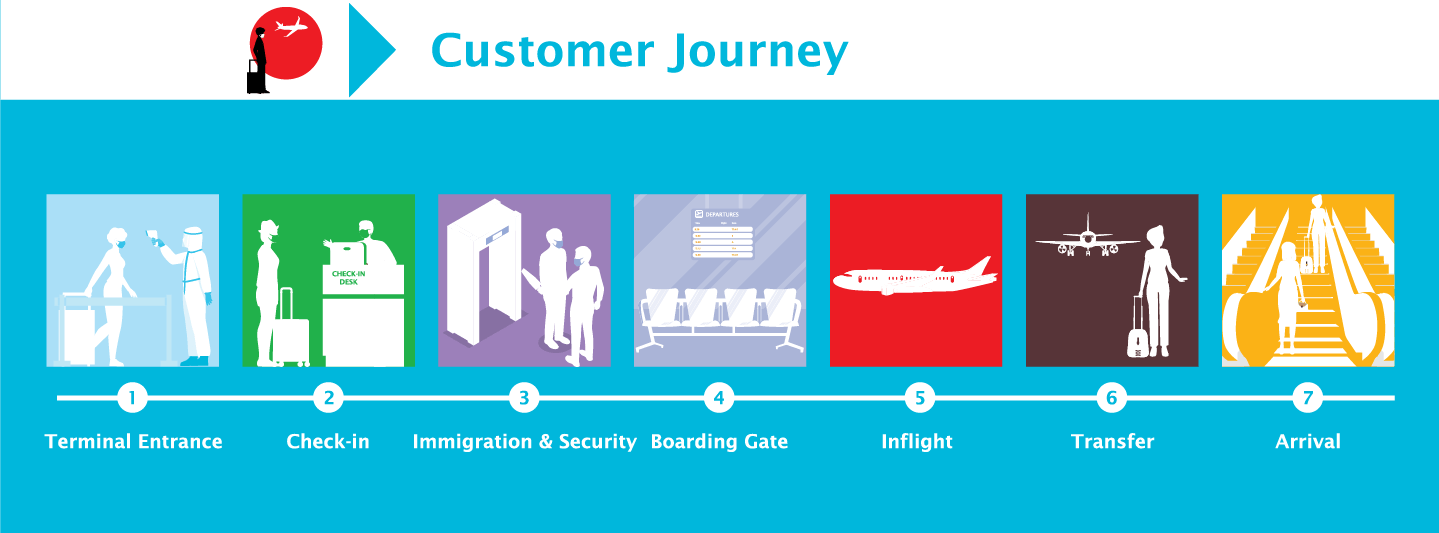 Customer Journey
DEPARTURES
CHECK-IN
DESK
1
2
3
4
5
6
7
Terminal Entrance
Check-in
Immigration & Security
Boarding Gate
Inflight
Transfer
Arrival